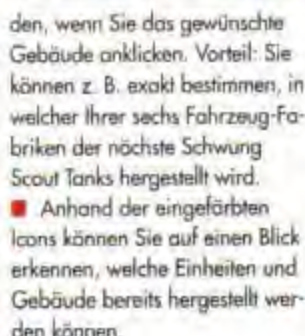 den, wenn Sie das gewünschte
Gebäude anklicken. Vorteil: Sie
können z. B. exakt bestimmen, in
welcher Ihrer sechs Fahrzeug-Fa-
briken der nächste Schwung
Scout Tanks hergestellt wird.
■ Anhand der eingefärbten
Icons können Sie auf einen Blick
erkennen, welche Einheiten und
Gebäude bereits hergestellt wer-
den können.